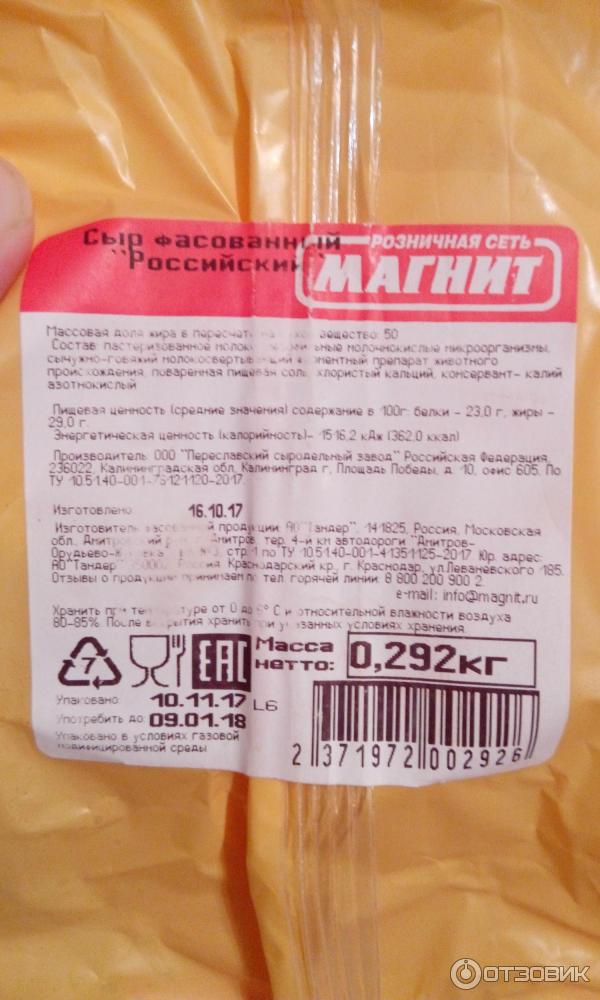 Сыр фасованный
"Российский"
РОЗНИЧНАЯ СЕТЬ
МАГНИТ
Массовая доля жира в пересчете на вещество: 50
Состав: пастеризованное молоко, молочнокислые микроорганизмы,
сычужно-говяжий молокосвертывающий ферментный препарат животного
происхождения, поваренная пищевая соль, хлористый кальций, консервант- калий
азотнокислый
Пищевая ценность (средние значения) содержание в 100г: белки - 23,0 г, жиры -
29,0 г.
Энергетическая ценность (калорийность)- 1516,2 кДж (362,0 ккал)
Производитель: ООО "Переславский сыродельный завод" Российская Федерация,
236022, Калининградская обл, Калининград г, Площадь Победы, д. 10, офис 605. По
ТУ 10.51.40-001-76121120-2017.
Изготовлено: 16.10.17
Изготовитель фасованной продукции: АО"Тандер", 141825, Россия, Московская
обл., Дмитровский г. Дмитров, тер. 4-й км автодороги "Дмитров-
Орудьево- стр.1 по ТУ 10.51.40-001-41351125-2017. Юр. адрес:
АО"Тандер" Россия, Краснодарский кр., г. Краснодар, ул.Леваневского 185.
Отзывы о продукции принимаем по тел. горячей линии: 8 800 200 900 2.
e-mail: info@magnit.ru
Хранить при температуре от 0 до 6° С и относительной влажности воздуха
80-85%. После вскрытия хранить при указанных условиях хранения.
7
EAC
Масса
нетто: 0,292кг
Упаковано: 10.11.17 L6
Употребить до: 09.01.18
Упаковано в условиях газовой
модифицированной среды
2 371972 002926
ОТЗОВИК